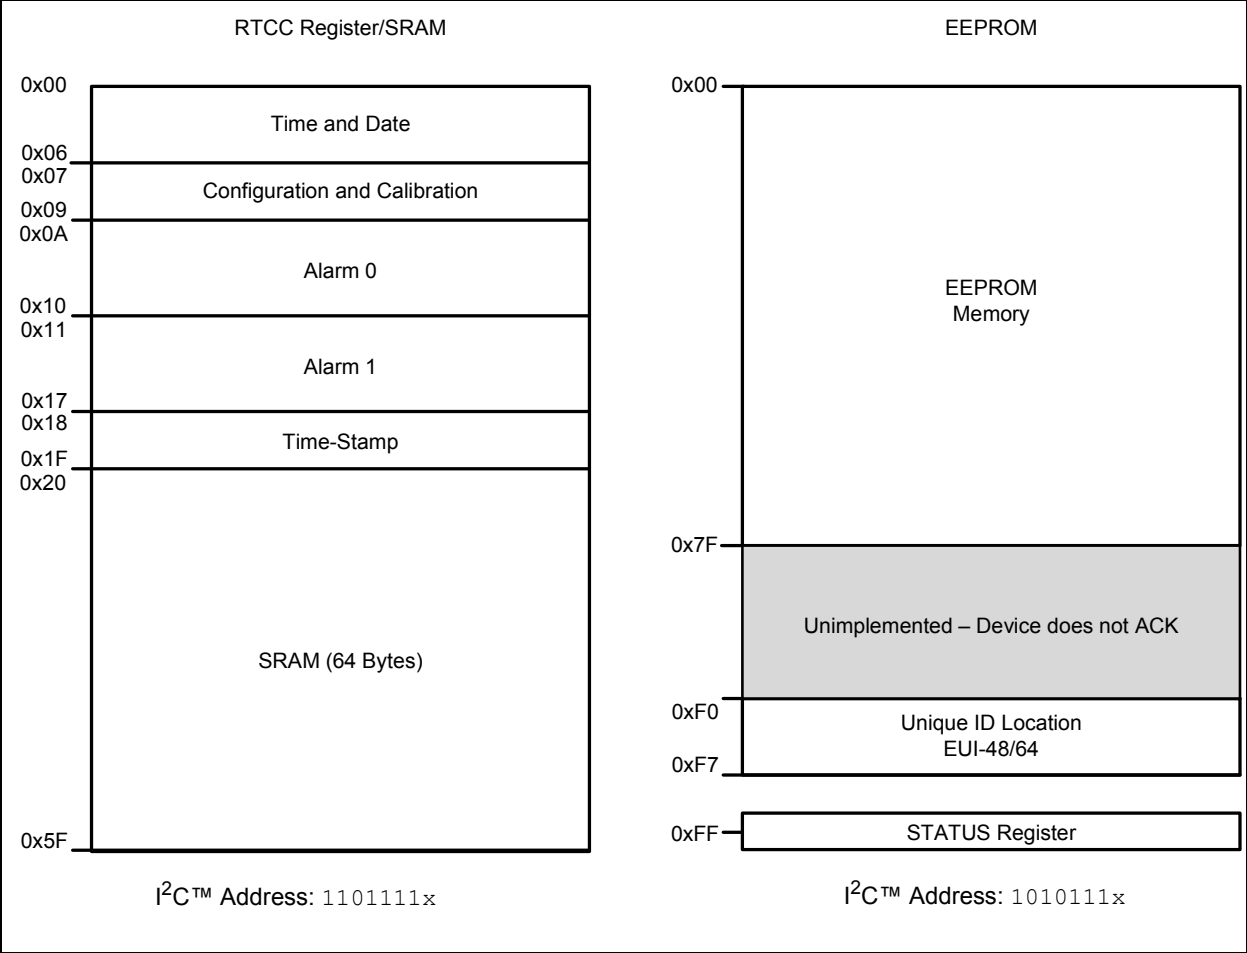 RTCC Register/SRAM
0x00
Time and Date
0x06
0x07
Configuration and Calibration
0x09
0x0A
Alarm 0
0x10
0x11
Alarm 1
0x17
0x18
Time-Stamp
0x1F
0x20
SRAM (64 Bytes)
0x5F
I2C™ Address: 1101111x
EEPROM
0x00
EEPROM
Memory
0x7F
Unimplemented – Device does not ACK
0xF0
Unique ID Location
EUI-48/64
0xF7
0xFF
STATUS Register
I2C™ Address: 1010111x